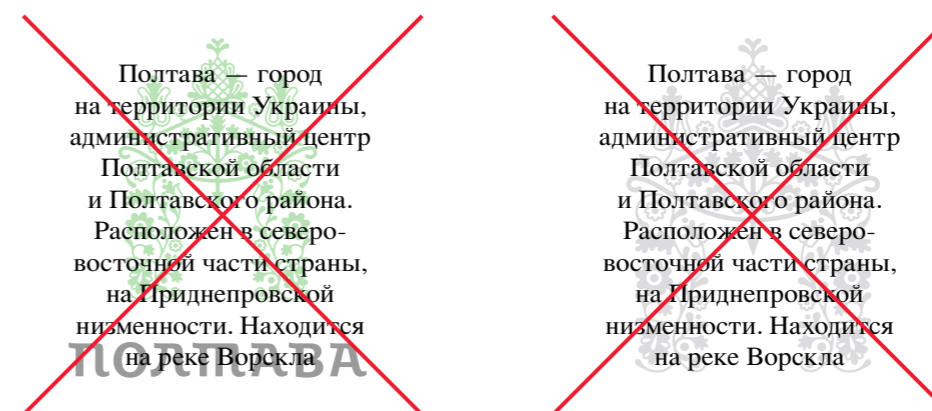 Полтава — город
на территории Украины,
административный центр
Полтавской области
и Полтавского района.
Расположен в северо-
восточной части страны,
на Приднепровской
низменности. Находится
на реке Ворскла
ПОЛТАВА
Полтава — город
на территории Украины,
административный центр
Полтавской области
и Полтавского района.
Расположен в северо-
восточной части страны,
на Приднепровской
низменности. Находится
на реке Ворскла